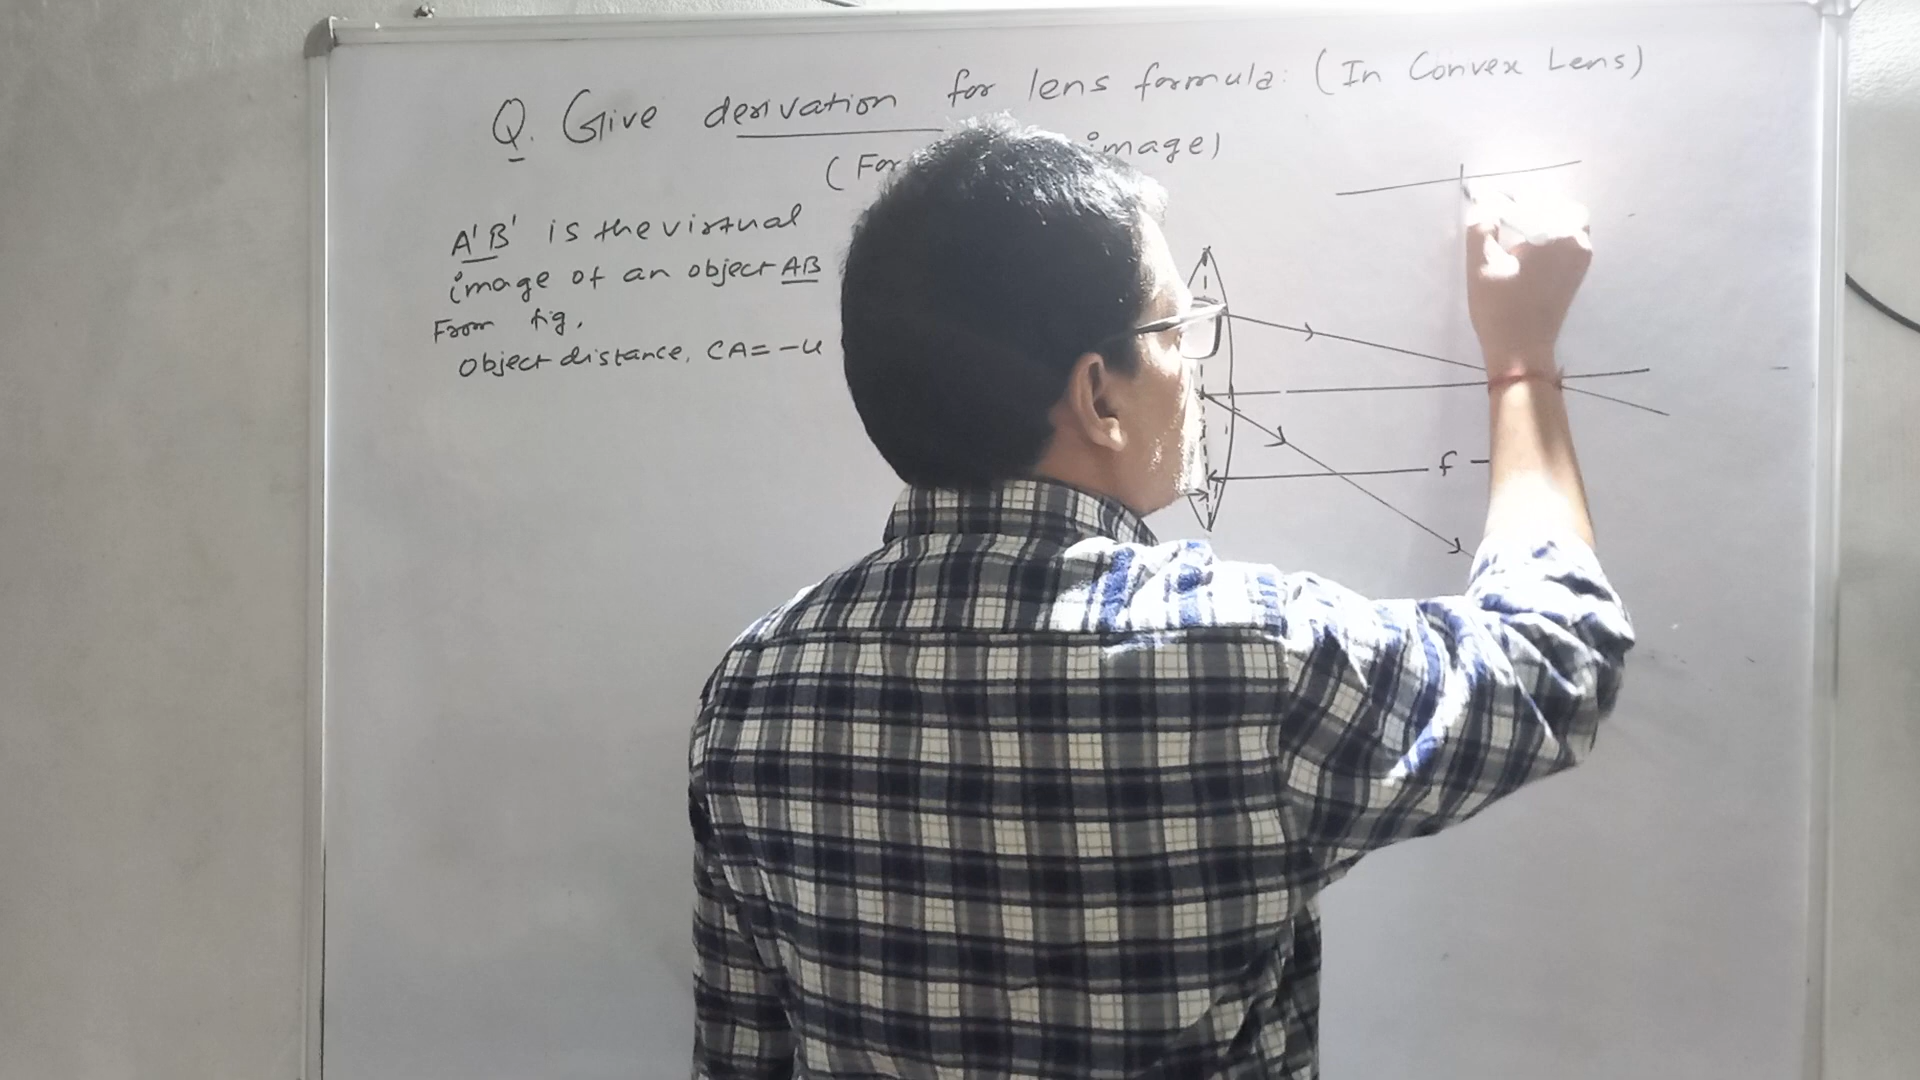 Q. Give derivation for lens formula: (In Convex Lens)
(For image)
A'B' is the virtual
image of an object AB
From fig,
Object distance, CA = -u
f